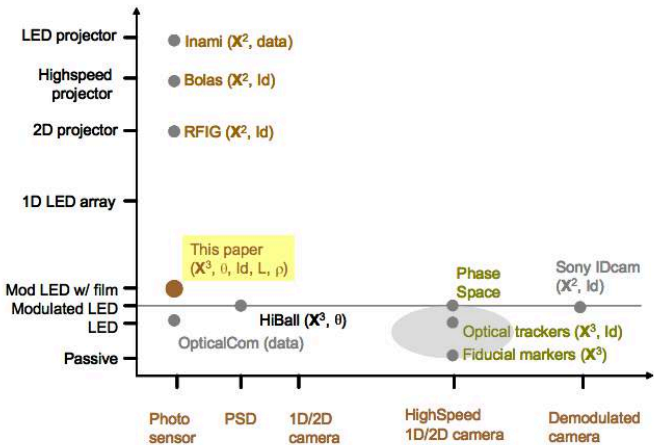 LED projector
Inami (X², data)
Highspeed
projector
Bolas (X², Id)
2D projector
RFIG (X², Id)
1D LED array
This paper
(X³, θ, Id, L, ρ)
Phase
Space
Sony IDcam
(X², Id)
Mod LED w/ film
Modulated LED
LED
HiBall (X³, θ)
Optical trackers (X³, Id)
OpticalCom (data)
Passive
Fiducial markers (X³)
Photo
sensor
PSD
1D/2D
camera
HighSpeed
1D/2D camera
Demodulated
camera